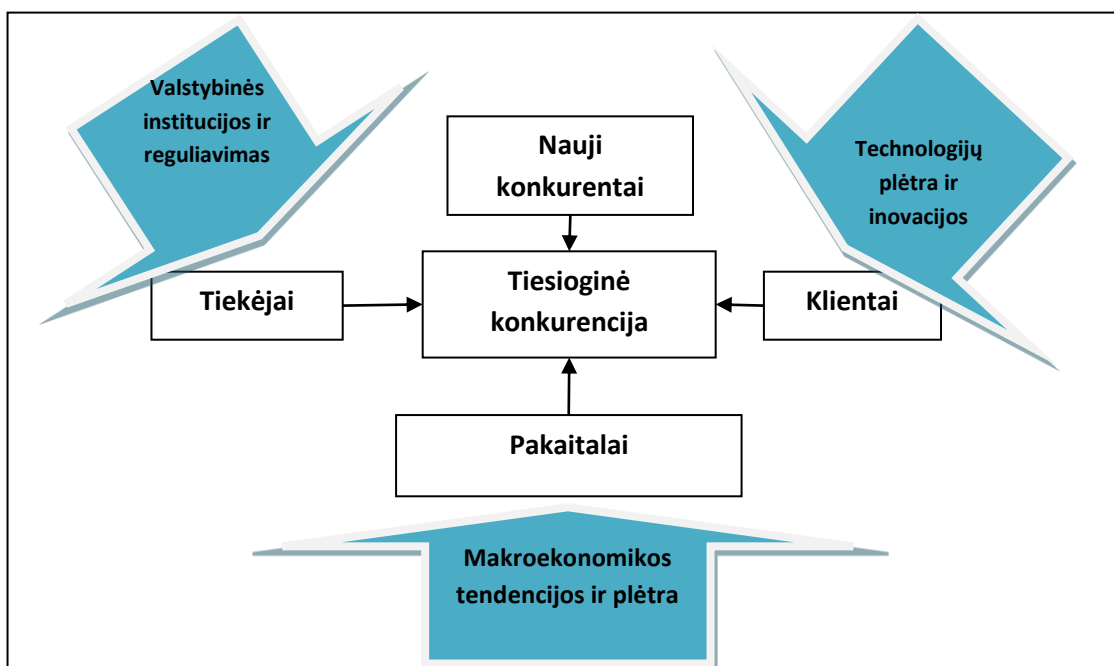 Valstybinės
institucijos ir
reguliavimas
Nauji
konkurentai
Technologijų
plėtra ir
inovacijos
Tiekėjai
Tiesioginė
konkurencija
Klientai
Pakaitalai
Makroekonomikos
tendencijos ir plėtra